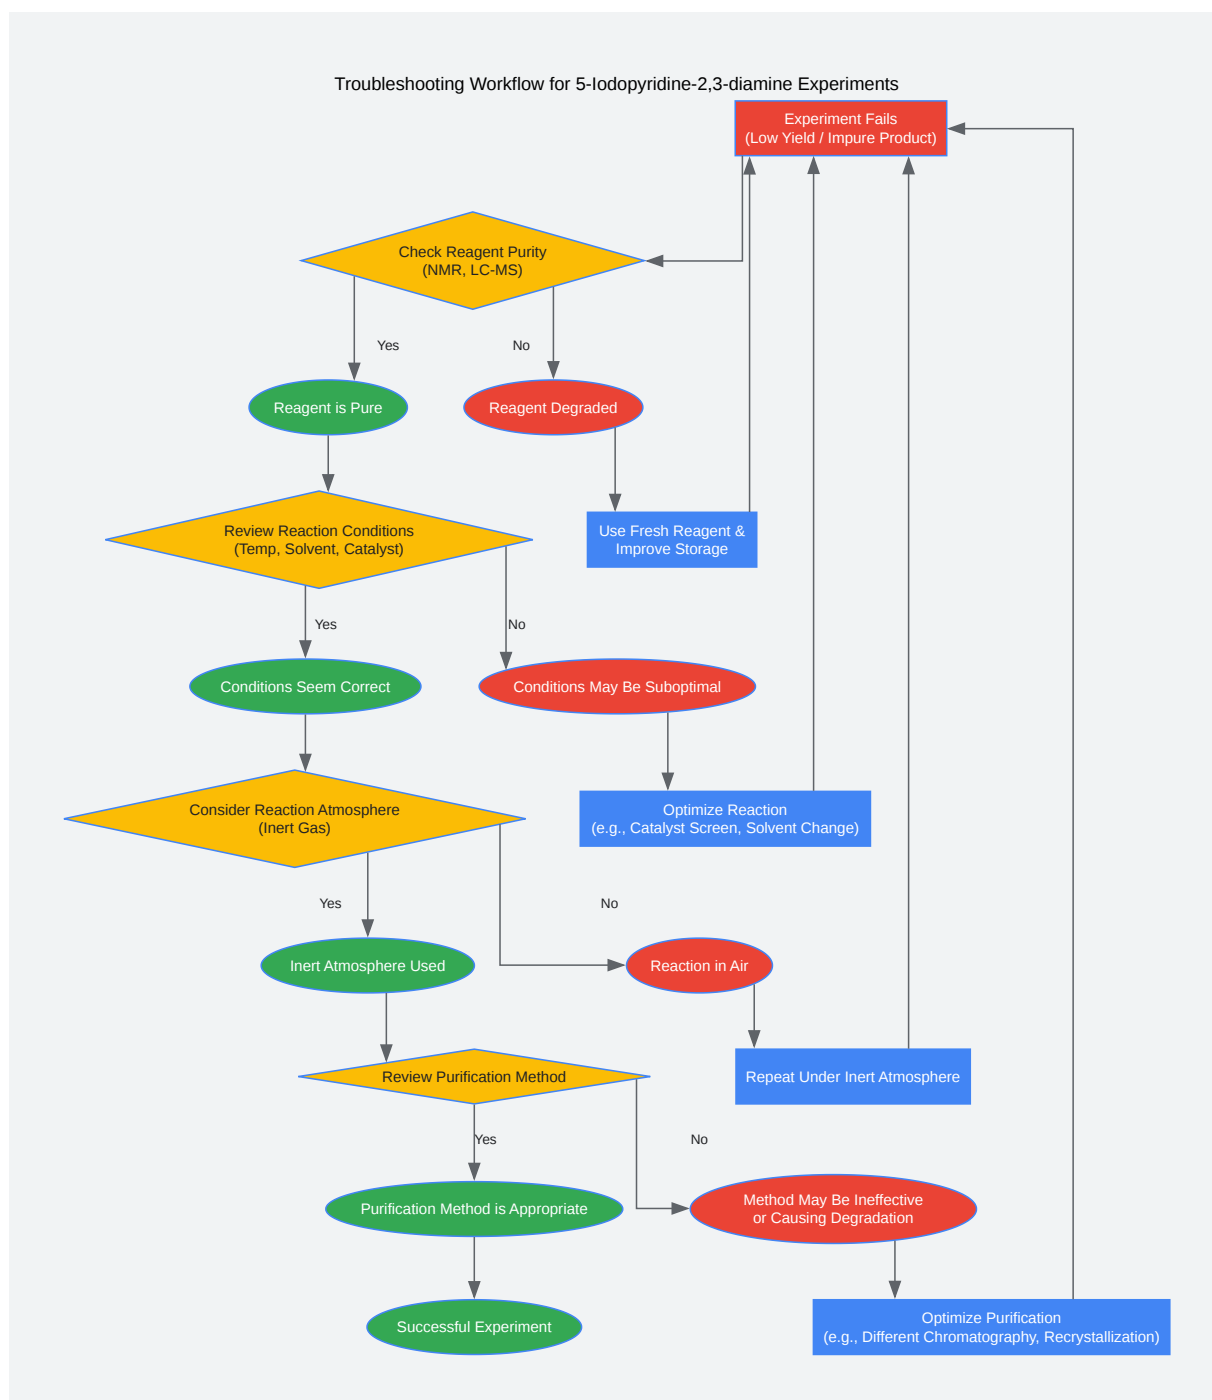 Troubleshooting Workflow for 5-Iodopyridine-2,3-diamine Experiments
Experiment Fails
(Low Yield / Impure Product)
Check Reagent Purity
(NMR, LC-MS)
Yes
No
Reagent is Pure
Reagent Degraded
Review Reaction Conditions
(Temp, Solvent, Catalyst)
Use Fresh Reagent &
Improve Storage
Yes
No
Conditions Seem Correct
Conditions May Be Suboptimal
Consider Reaction Atmosphere
(Inert Gas)
Optimize Reaction
(e.g., Catalyst Screen, Solvent Change)
Yes
No
Inert Atmosphere Used
Reaction in Air
Review Purification Method
Repeat Under Inert Atmosphere
Yes
No
Purification Method is Appropriate
Method May Be Ineffective
or Causing Degradation
Successful Experiment
Optimize Purification
(e.g., Different Chromatography, Recrystallization)